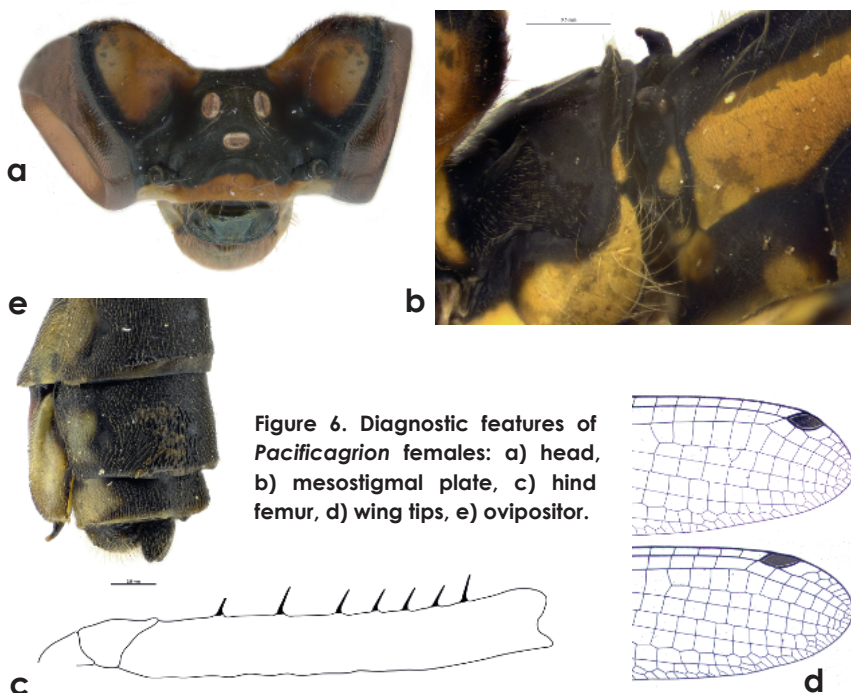 a
b
e
Figure 6. Diagnostic features of
Pacificagrion females: a) head,
b) mesostigmal plate, c) hind
femur, d) wing tips, e) ovipositor.
c
d